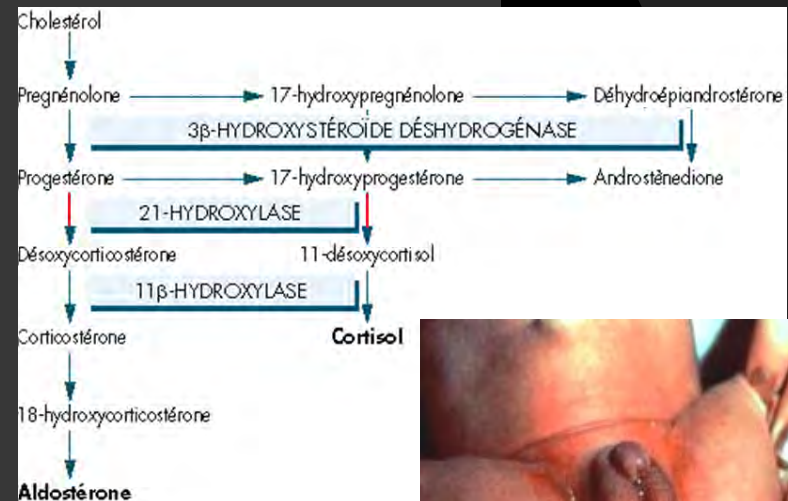 Cholestérol
Pregnénolone 17-hydroxypregnénolone Déhydroépiandrostérone
3β-HYDROXYSTÉROÏDE DÉSHYDROGÉNASE
Progestérone 17-hydroxyprogestérone Androstènedione
21-HYDROXYLASE
Désoxycorticostérone 11-désoxycortisol
11β-HYDROXYLASE
Corticostérone Cortisol
18-hydroxycorticostérone
Aldostérone